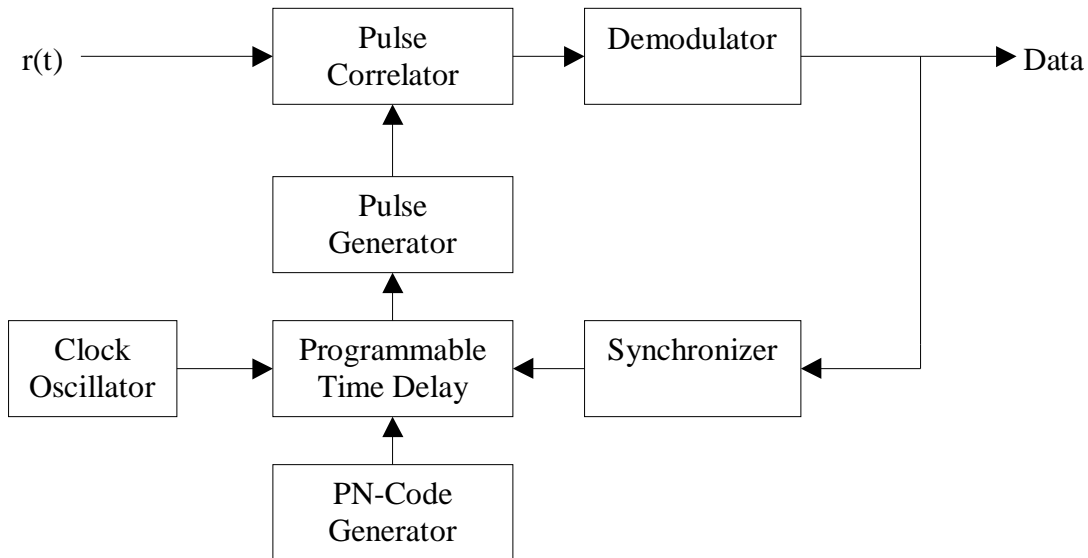 r(t)
Pulse
Correlator
Demodulator
Data
Pulse
Generator
Clock
Oscillator
Programmable
Time Delay
Synchronizer
PN-Code
Generator